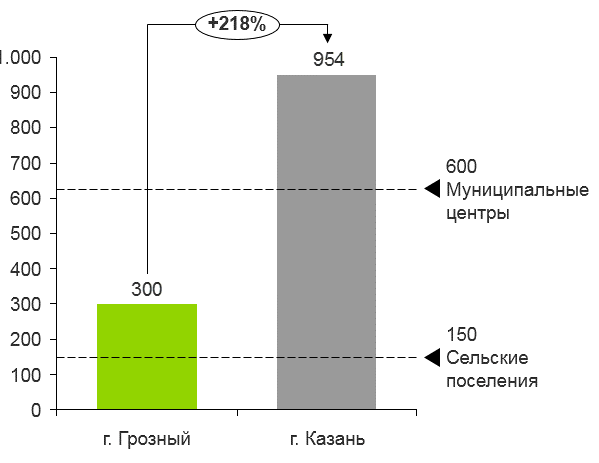 +218%
1.000
900
800
700
600
500
400
300
200
100
0
300
954
600
Муниципальные
центры
150
Сельские
поселения
г. Грозный
г. Казань